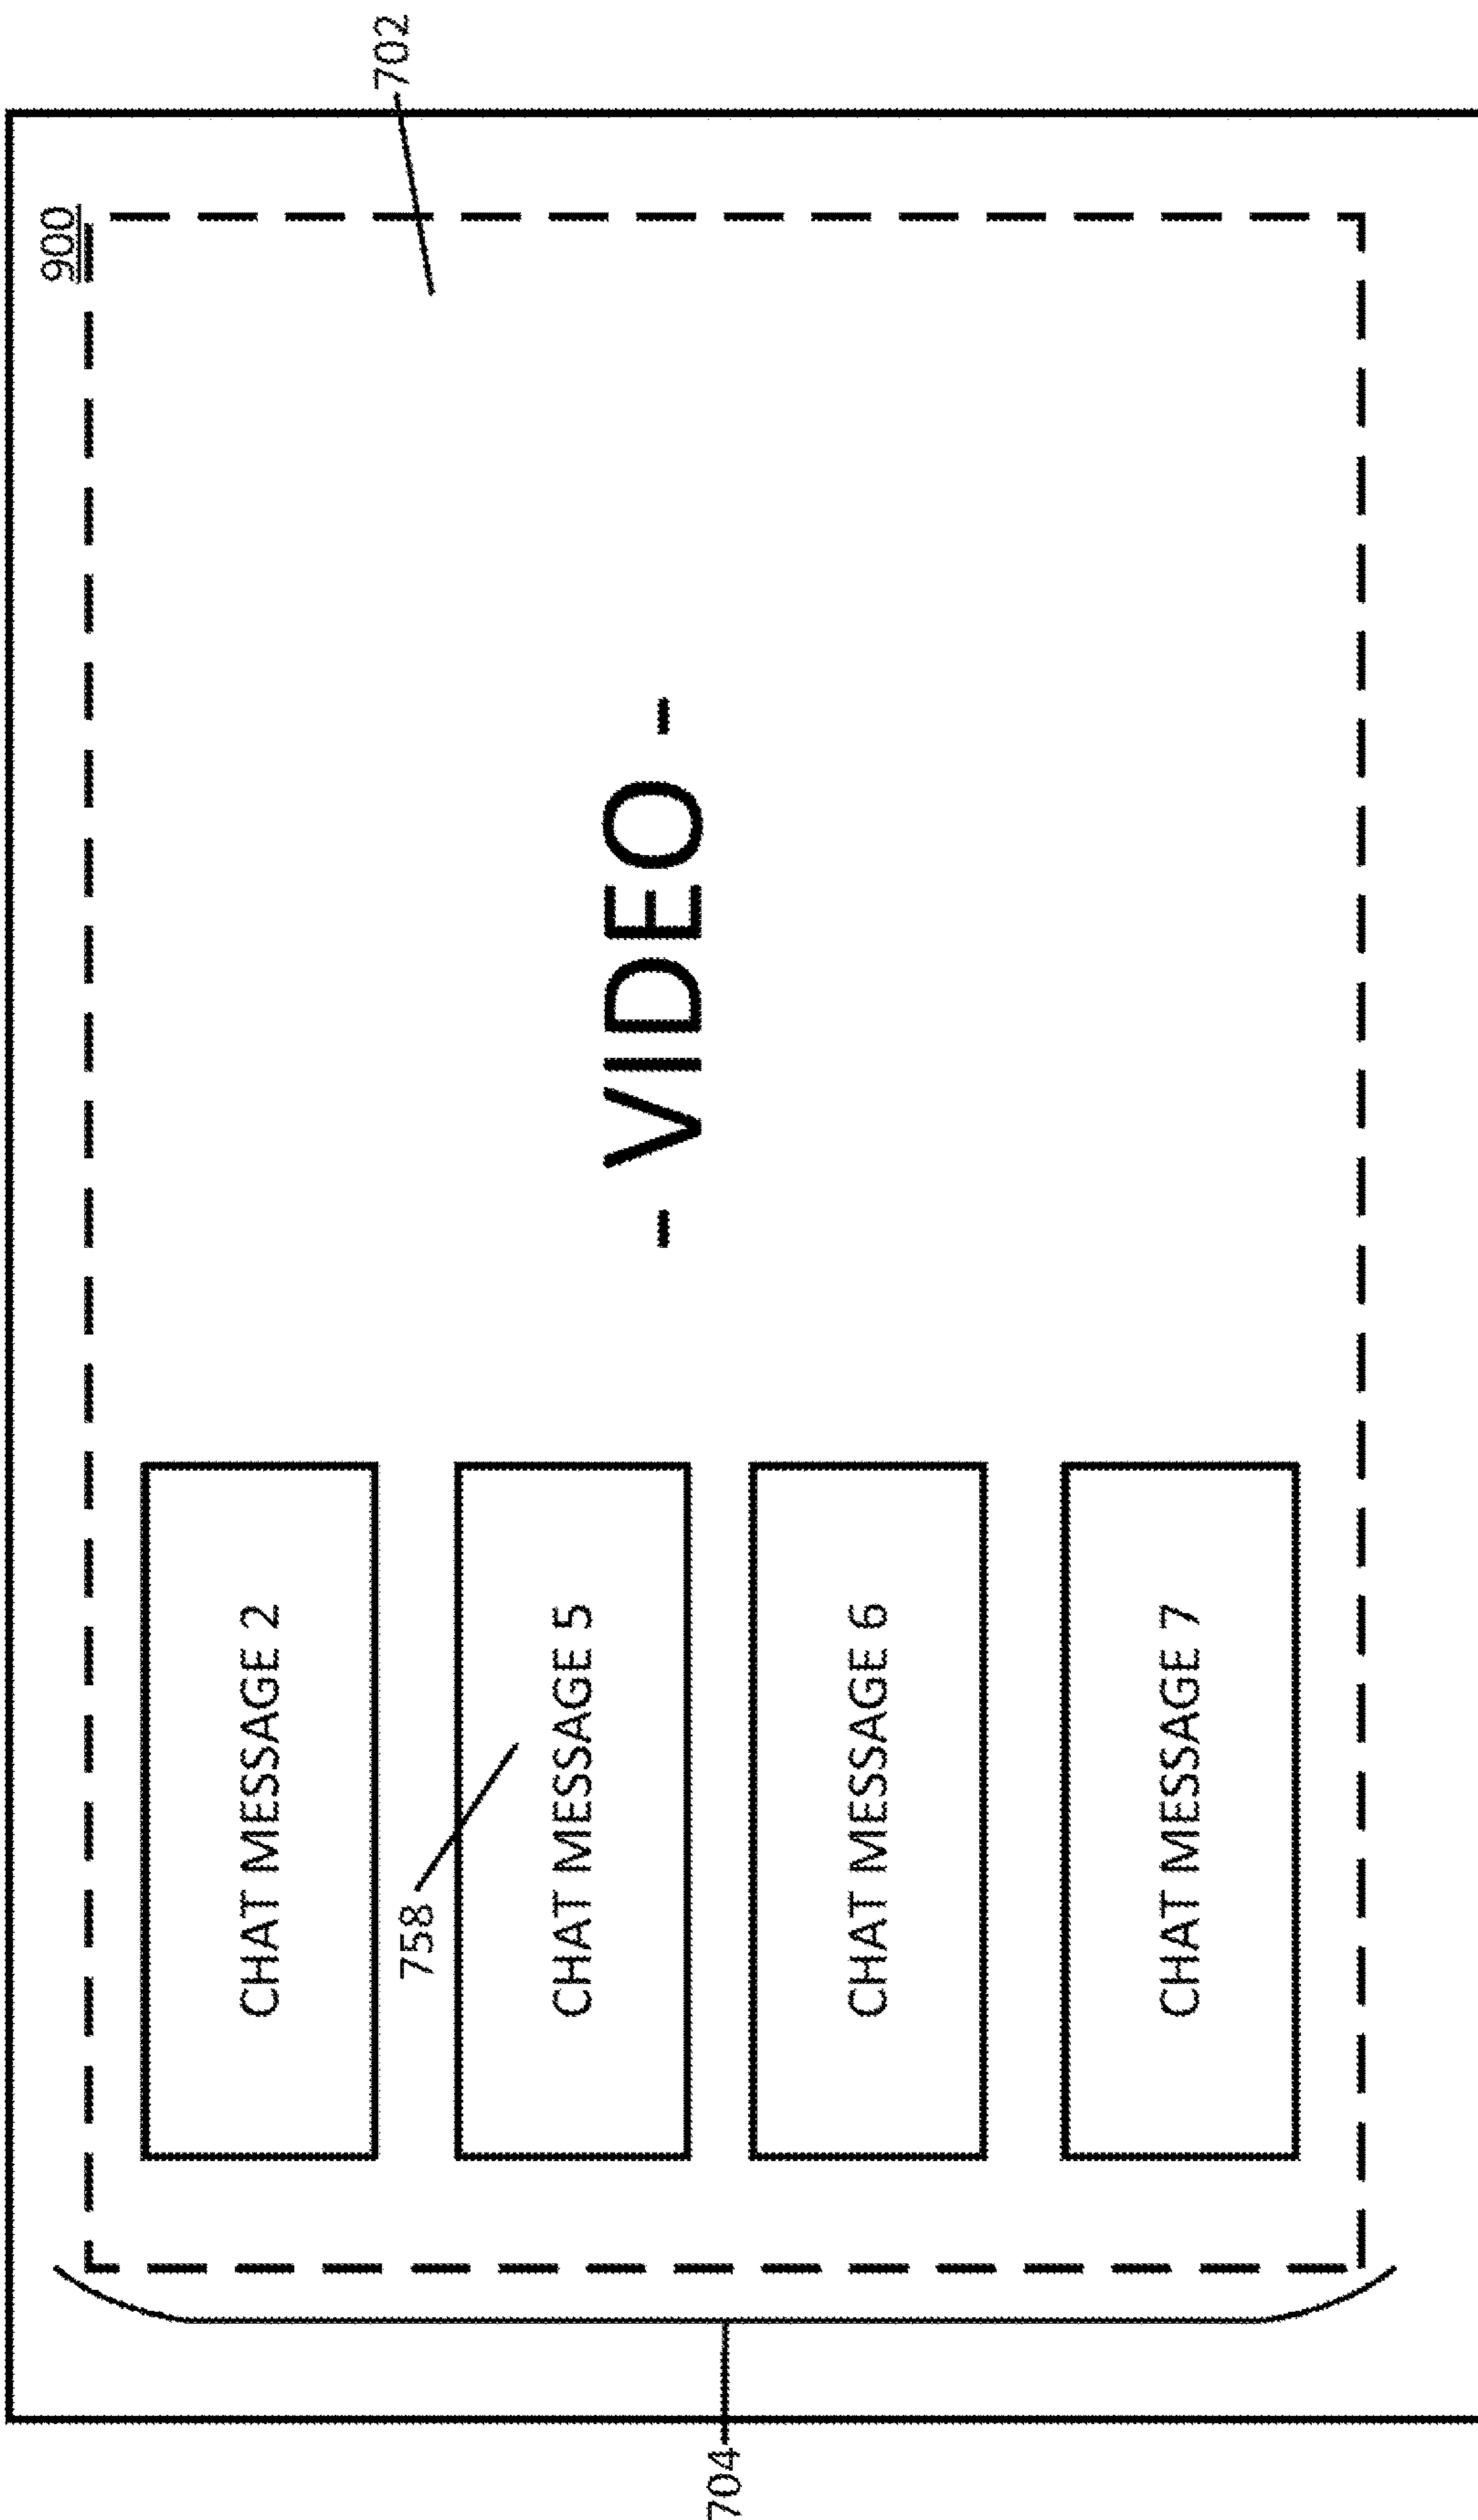 900
702
CHAT MESSAGE 2
758
CHAT MESSAGE 5
- VIDEO -
CHAT MESSAGE 6
CHAT MESSAGE 7
704